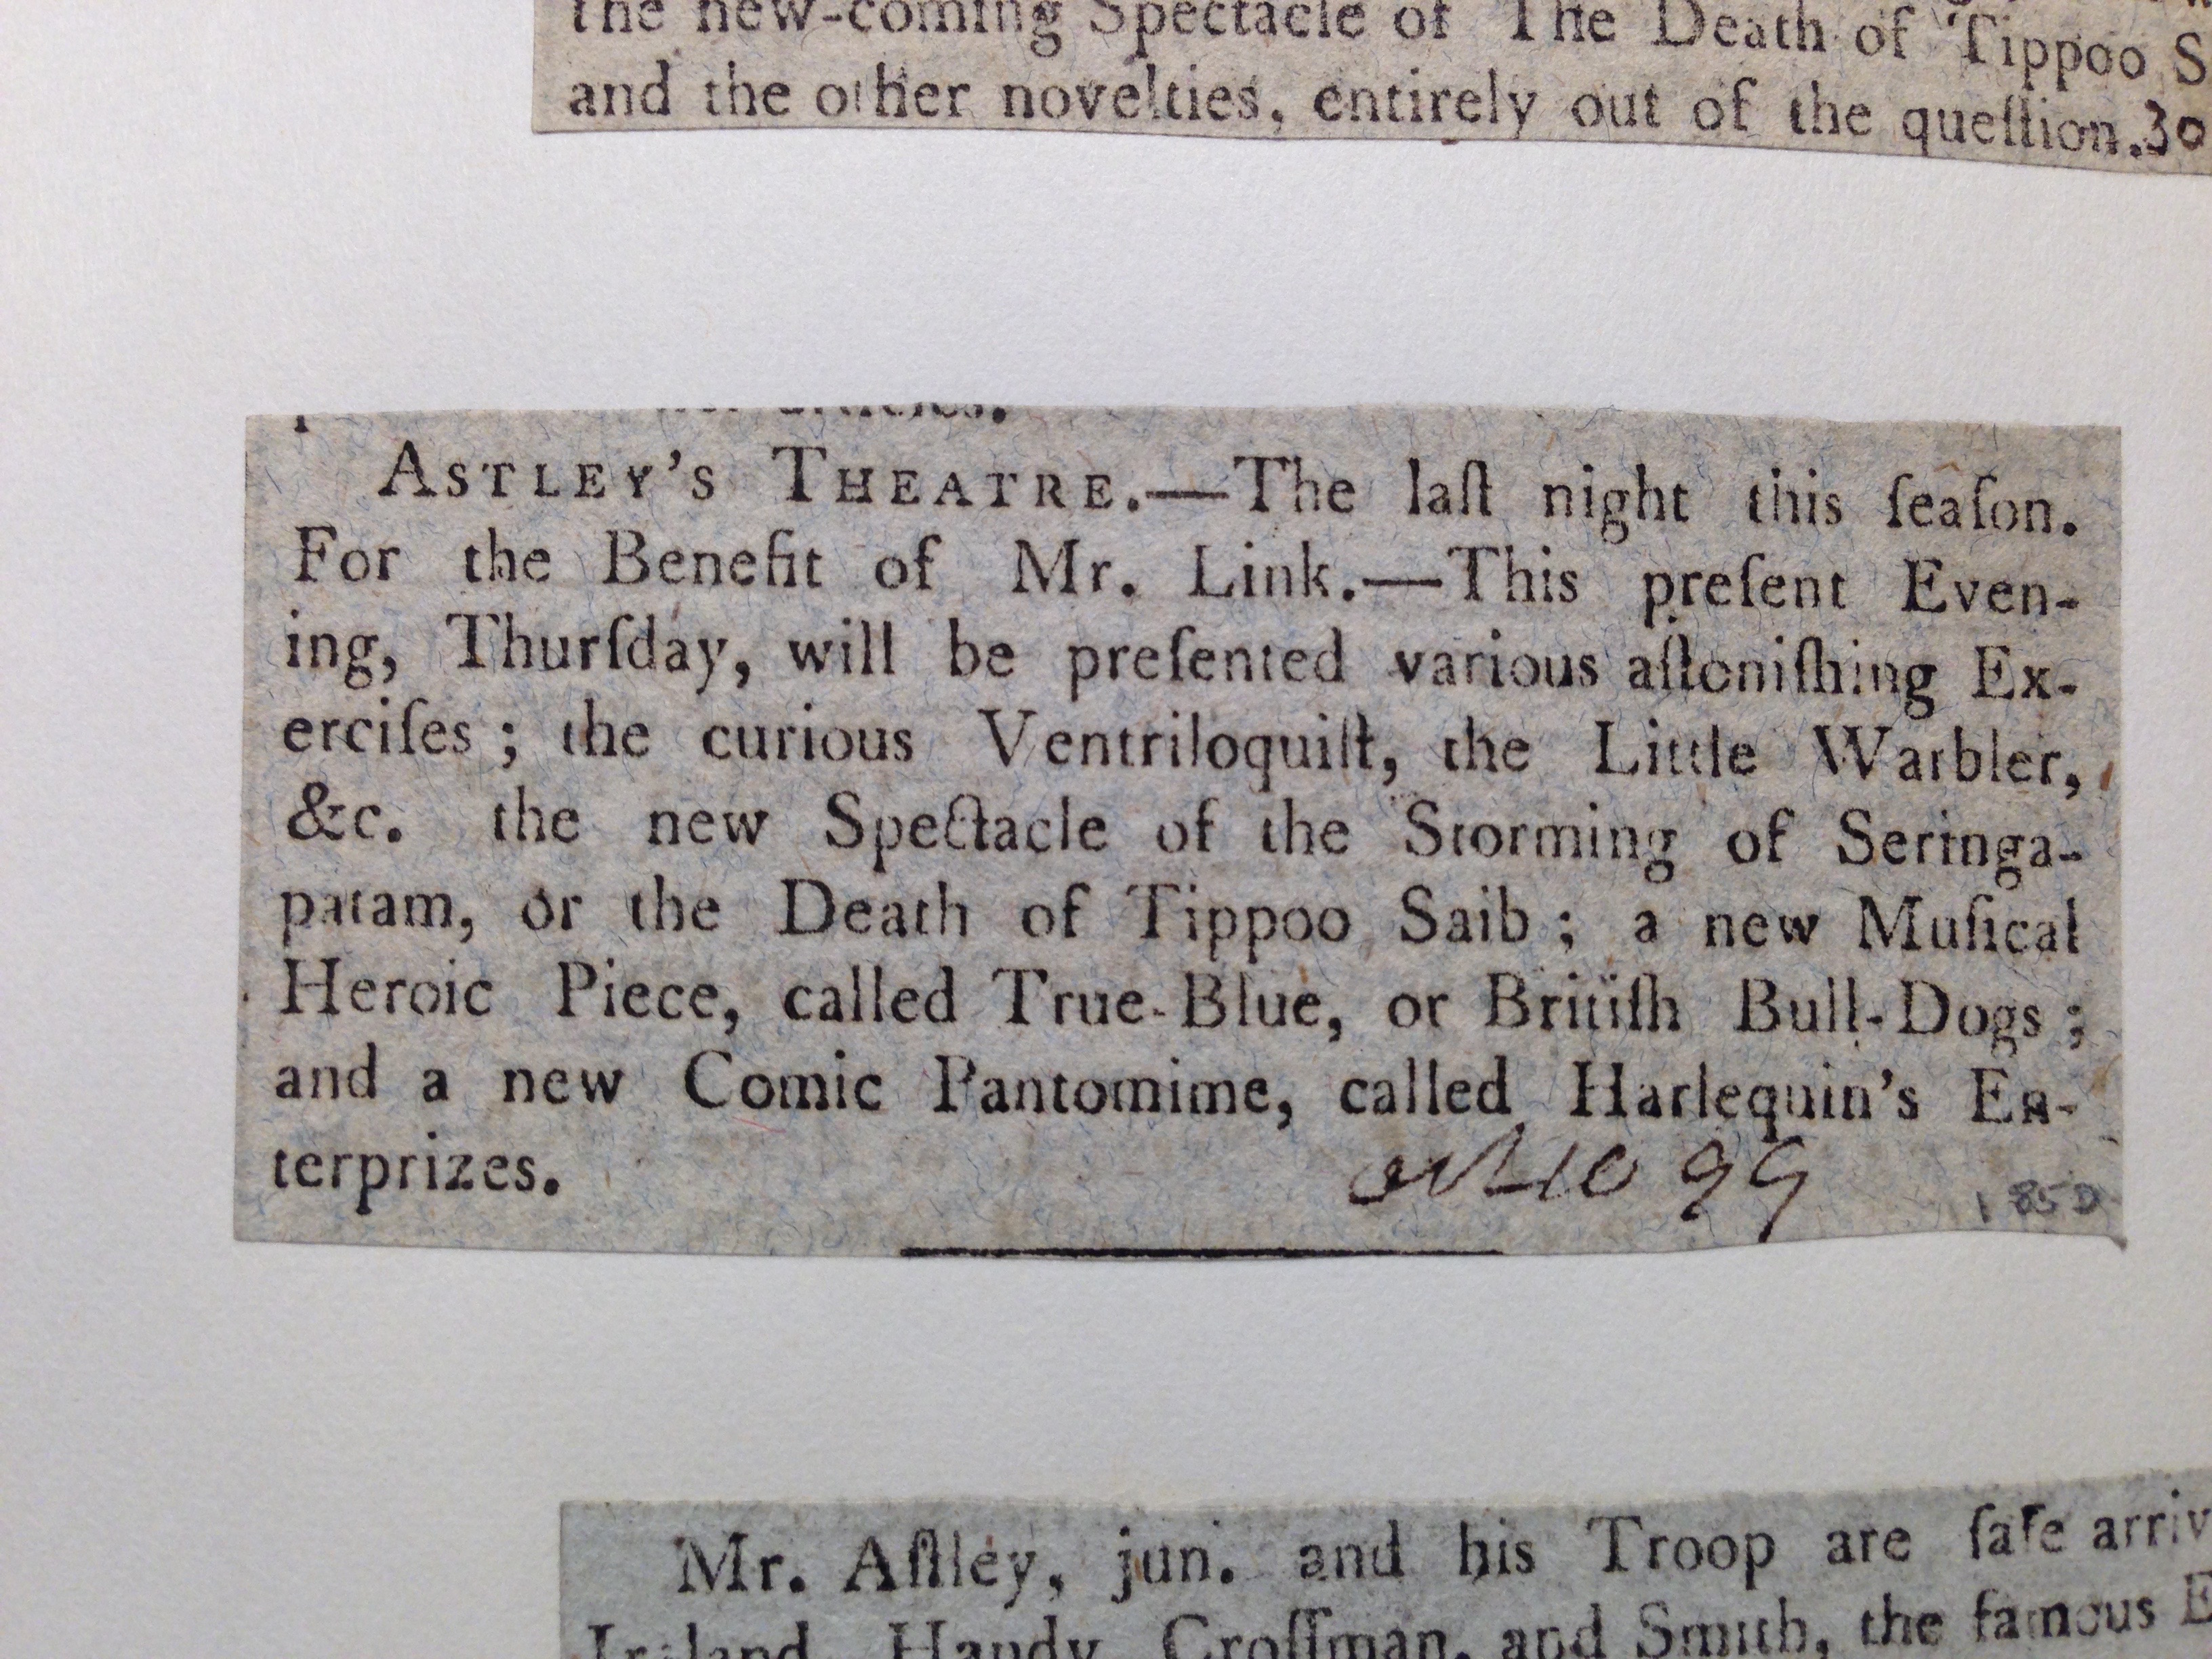 the new-coming Spectacle of The Death of Tippoo S
and the other novelties, entirely out of the queſtion. 30
articles.
ASTLEY'S THEATRE.—The laſt night this ſeaſon.
For the Benefit of Mr. Link.—This preſent Even-
ing, Thurſday, will be preſented various aſtoniſhing Ex-
erciſes; the curious Ventriloquiſt, the Little Warbler,
&c. the new Spectacle of the Storming of Seringa-
patam, or the Death of Tippoo Saib; a new Muſical
Heroic Piece, called True-Blue, or Britiſh Bull-Dogs;
and a new Comic Pantomime, called Harlequin's En-
terprizes.
oct 10 99
185D
Mr. Aſtley, jun. and his Troop are ſafe arriv
Ireland. Handy, Croſſman, and Smith, the famous E